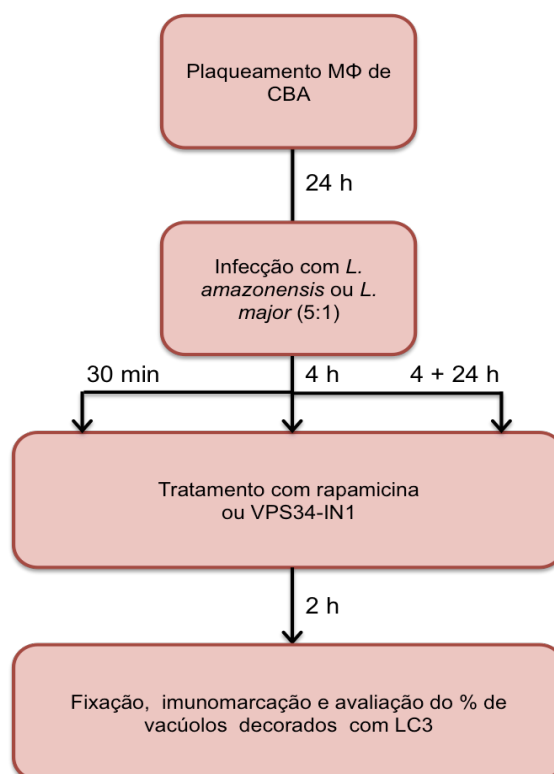 Plaqueamento MΦ de
CBA
24 h
Infecção com L.
amazonensis ou L.
major (5:1)
30 min
4 h
4 + 24 h
Tratamento com rapamicina
ou VPS34-IN1
2 h
Fixação, imunomarcação e avaliação do % de
vacúolos decorados com LC3